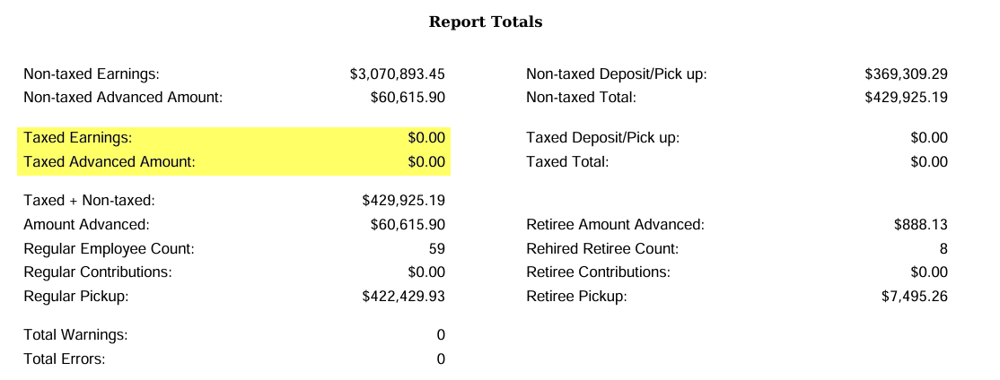 Report Totals
Non-taxed Earnings: $3,070,893.45 Non-taxed Deposit/Pick up: $369,309.29
Non-taxed Advanced Amount: $60,615.90 Non-taxed Total: $429,925.19
Taxed Earnings: $0.00 Taxed Deposit/Pick up: $0.00
Taxed Advanced Amount: $0.00 Taxed Total: $0.00
Taxed + Non-taxed: $429,925.19
Amount Advanced: $60,615.90 Retiree Amount Advanced: $888.13
Regular Employee Count: 59 Rehired Retiree Count: 8
Regular Contributions: $0.00 Retiree Contributions: $0.00
Regular Pickup: $422,429.93 Retiree Pickup: $7,495.26
Total Warnings: 0
Total Errors: 0